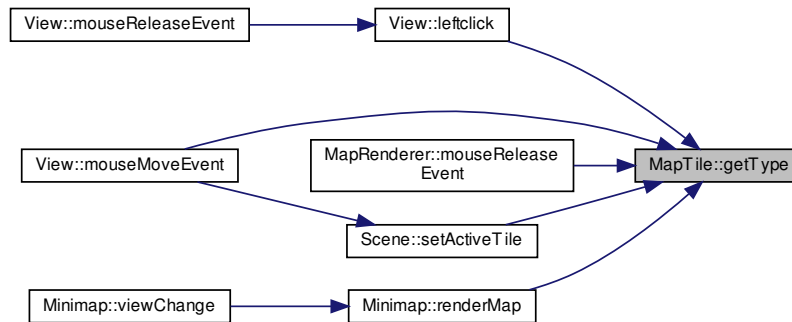 View::mouseReleaseEvent
View::leftclick
View::mouseMoveEvent
MapRenderer::mouseRelease
Event
MapTile::getType
Scene::setActiveTile
Minimap::viewChange
Minimap::renderMap